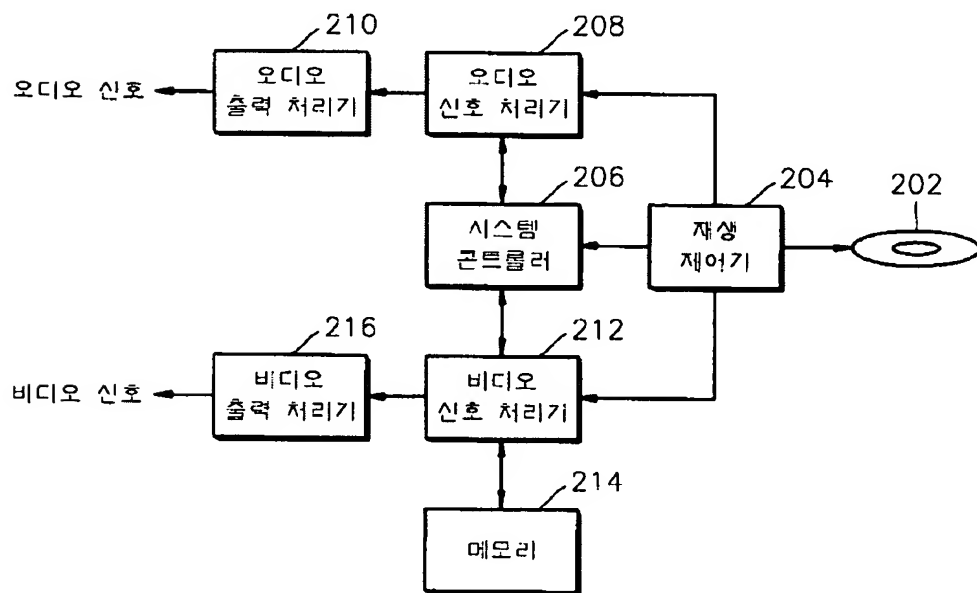 210
208
오디오 신호
오디오
출력 처리기
오디오
신호 처리기
206
204
202
시스템
콘트롤러
재생
제어기
216
212
비디오 신호
비디오
출력 처리기
비디오
신호 처리기
214
메모리